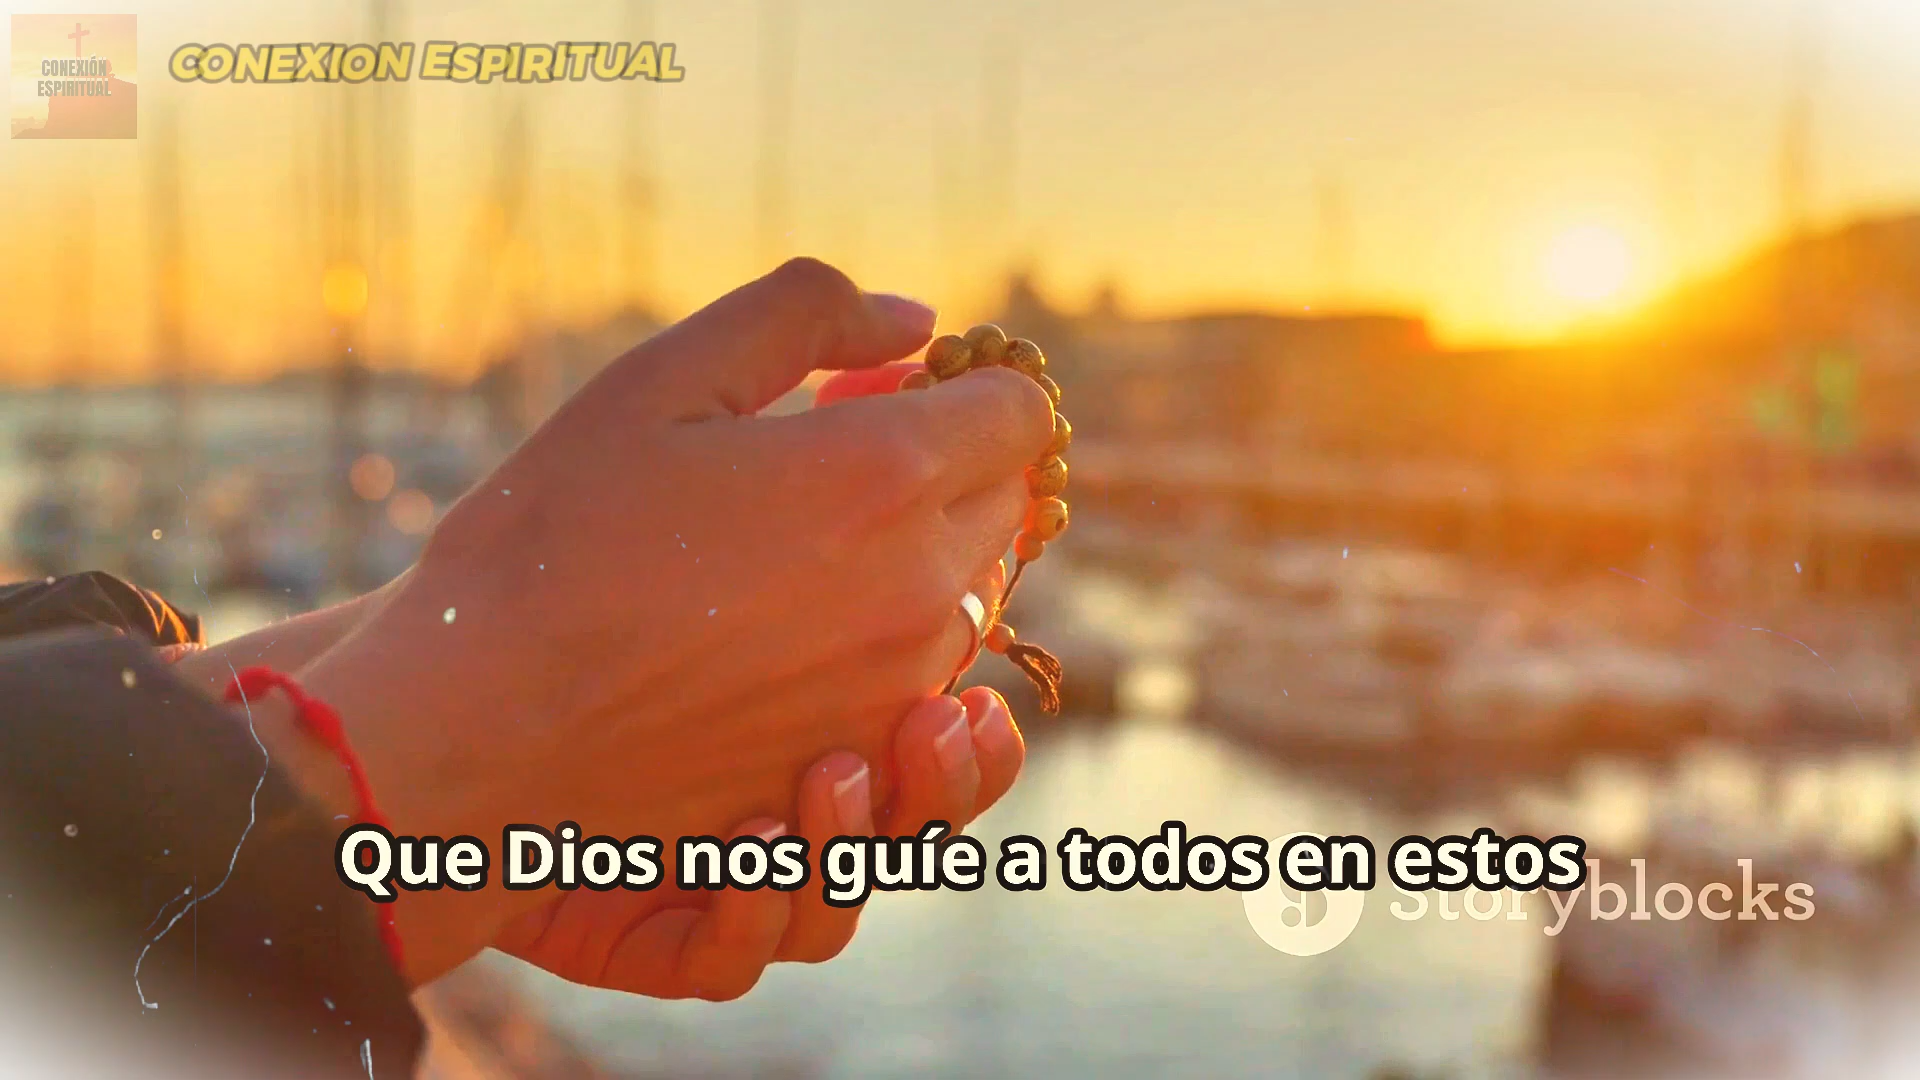 CONEXIÓN
ESPIRITUAL
CONEXION ESPIRITUAL
Que Dios nos guíe a todos en estos
Storyblocks